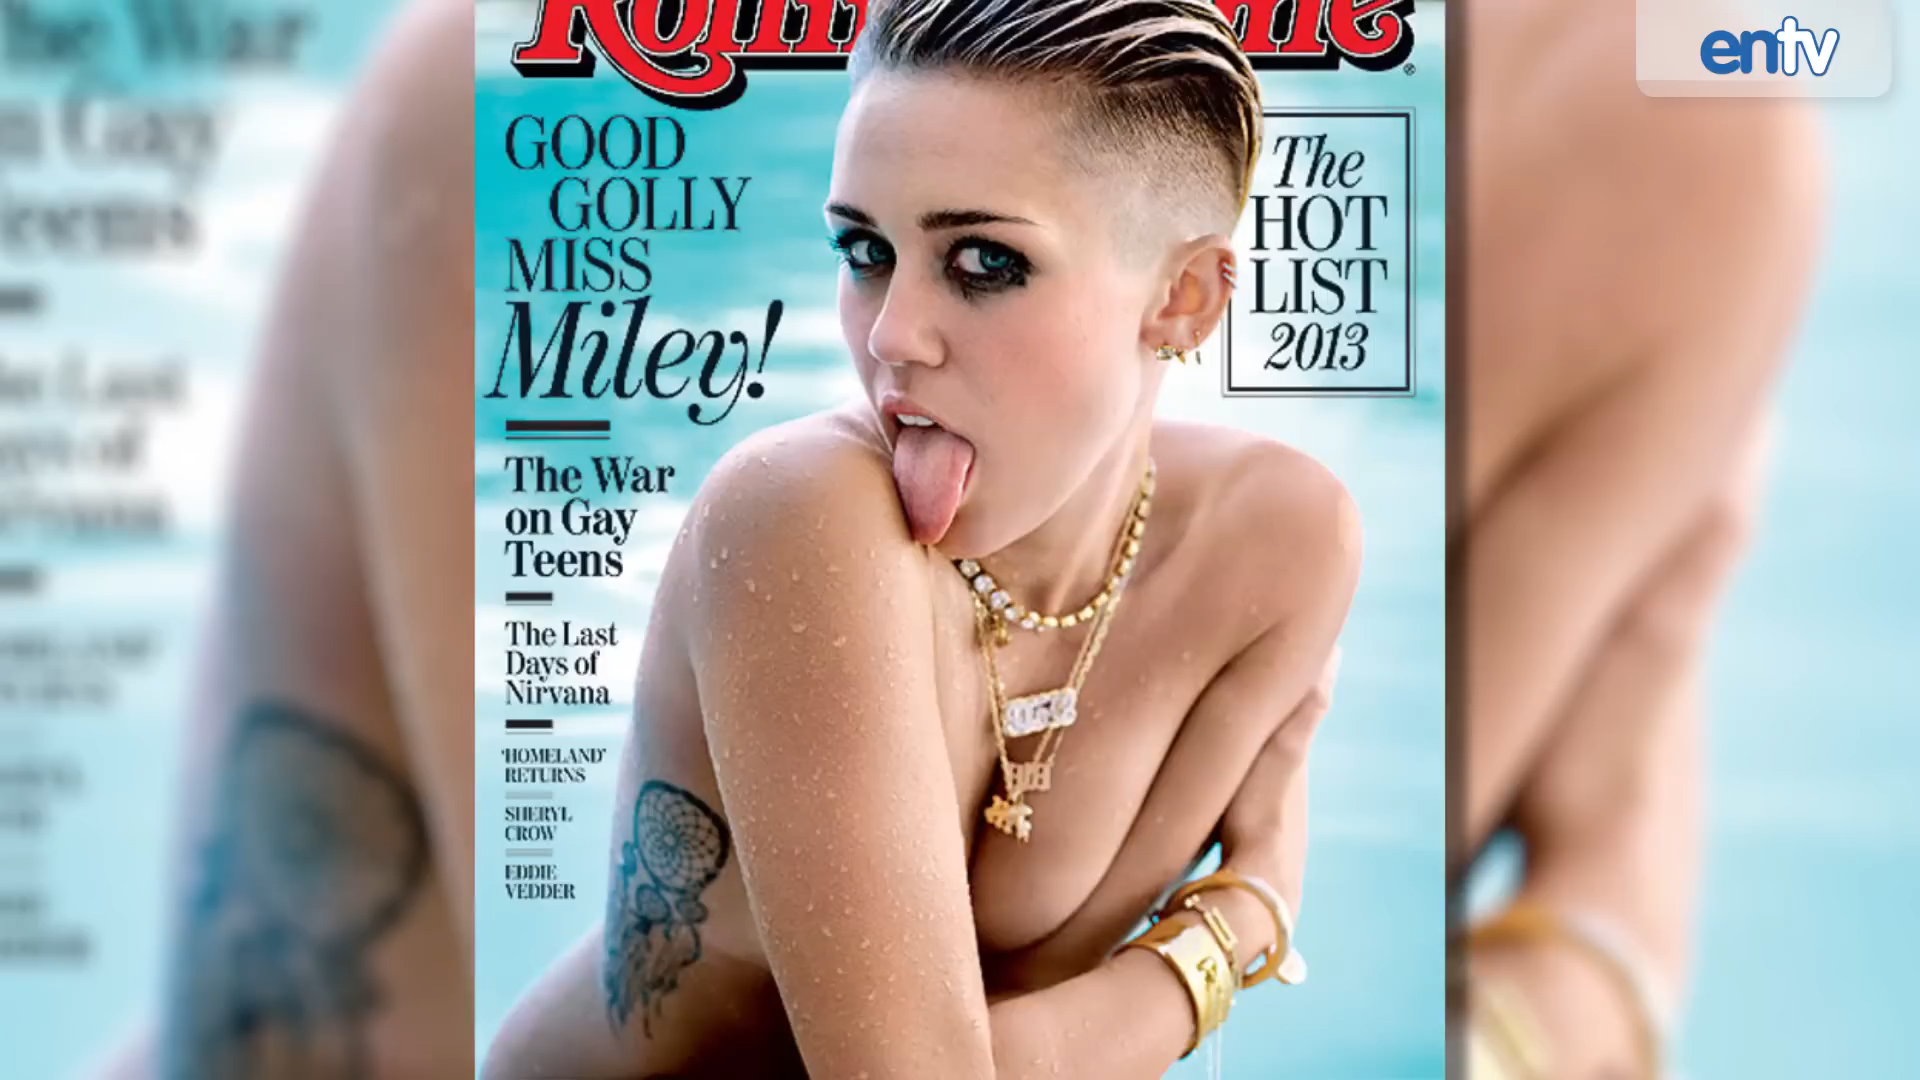 entv
GOOD
GOLLY
MISS
Miley!
The War
on Gay
Teens
The Last
Days of
Nirvana
'HOMELAND'
RETURNS
SHERYL
CROW
EDDIE
VEDDER
The
HOT
LIST
2013